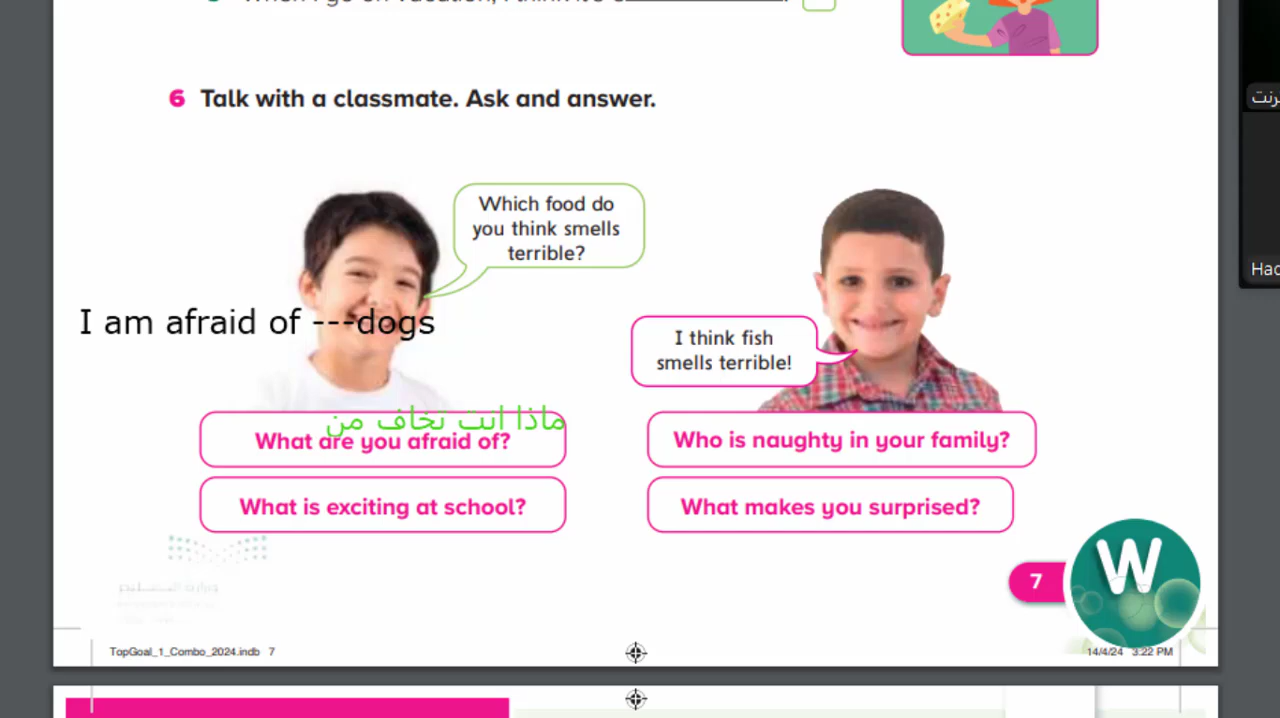 6 Talk with a classmate. Ask and answer.
Which food do
you think smells
terrible?
I am afraid of ---dogs
I think fish
smells terrible!
ماذا انت تخاف من
What are you afraid of?
Who is naughty in your family?
What is exciting at school?
What makes you surprised?
W
7
TopGoal_1_Combo_2024.indb 7
14/4/24 3:22 PM